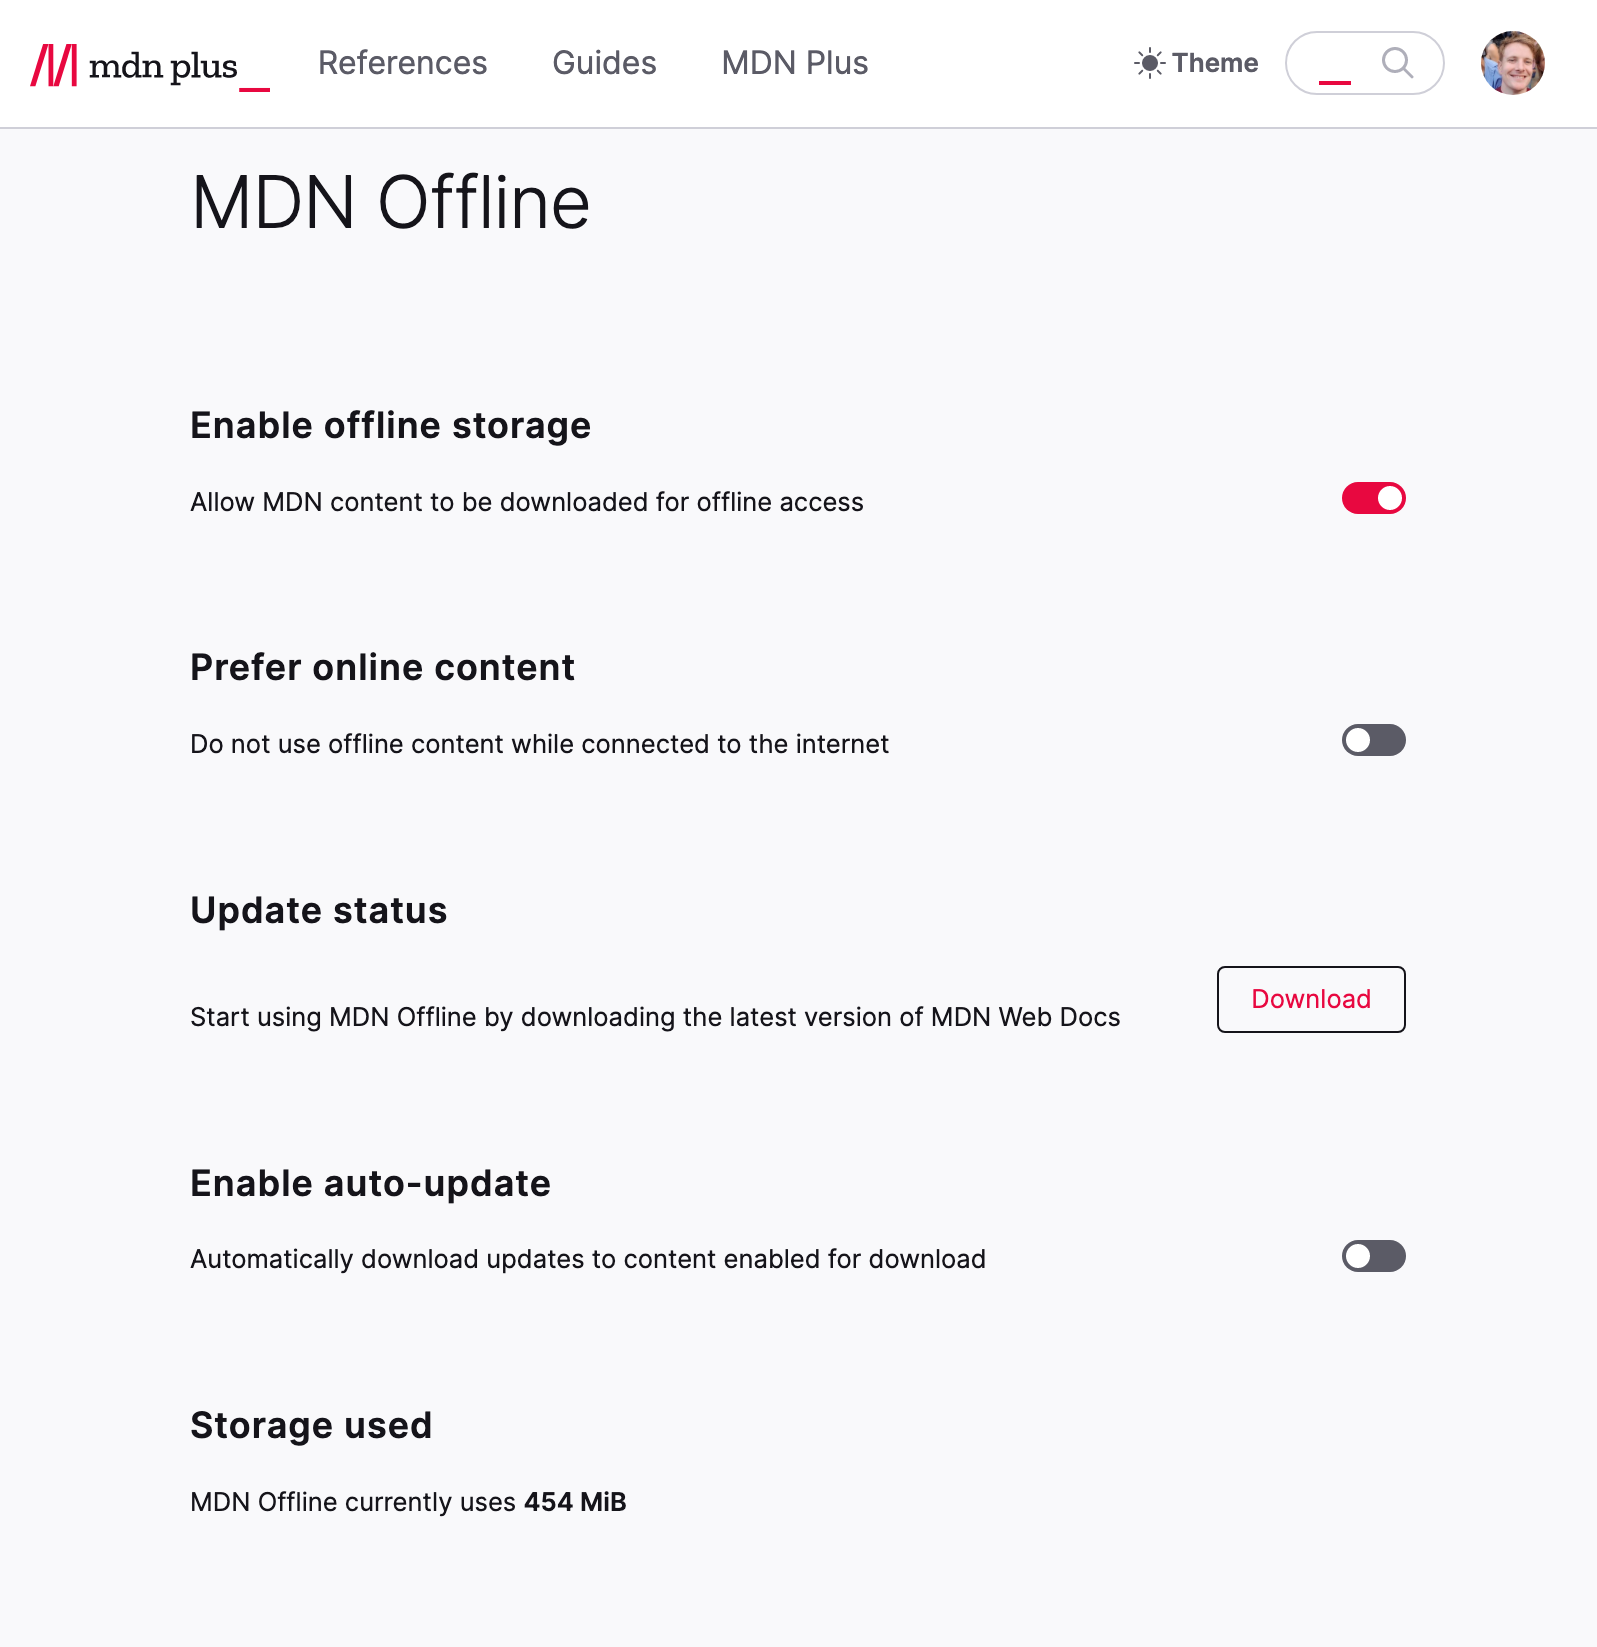 mdn plus_
References
Guides
MDN Plus
Theme
MDN Offline
Enable offline storage
Allow MDN content to be downloaded for offline access
Prefer online content
Do not use offline content while connected to the internet
Update status
Start using MDN Offline by downloading the latest version of MDN Web Docs
Download
Enable auto-update
Automatically download updates to content enabled for download
Storage used
MDN Offline currently uses 454 MiB